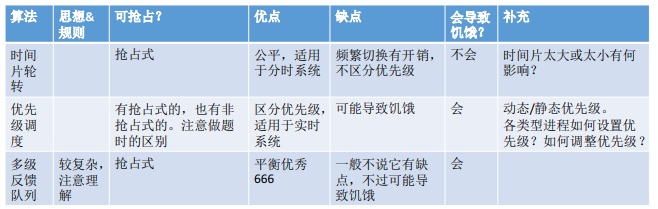 算法 思想& 可抢占? 优点 缺点 会导致 补充
规则 饥饿?
时间 抢占式 公平，适用 频繁切换有开销， 不会 时间片太大或太小有何
片轮 于分时系统 不区分优先级 影响?
转
优先 有抢占式的，也有非 区分优先级， 可能导致饥饿 会 动态/静态优先级。
级调 抢占式的。注意做题 适用于实时 各类型进程如何设置优
度 时的区别 系统 先级? 如何调整优先级?
多级 较复杂， 抢占式 平衡优秀 一般不说它有缺 会
反馈 注意理 666 点，不过可能导
队列 解 致饥饿